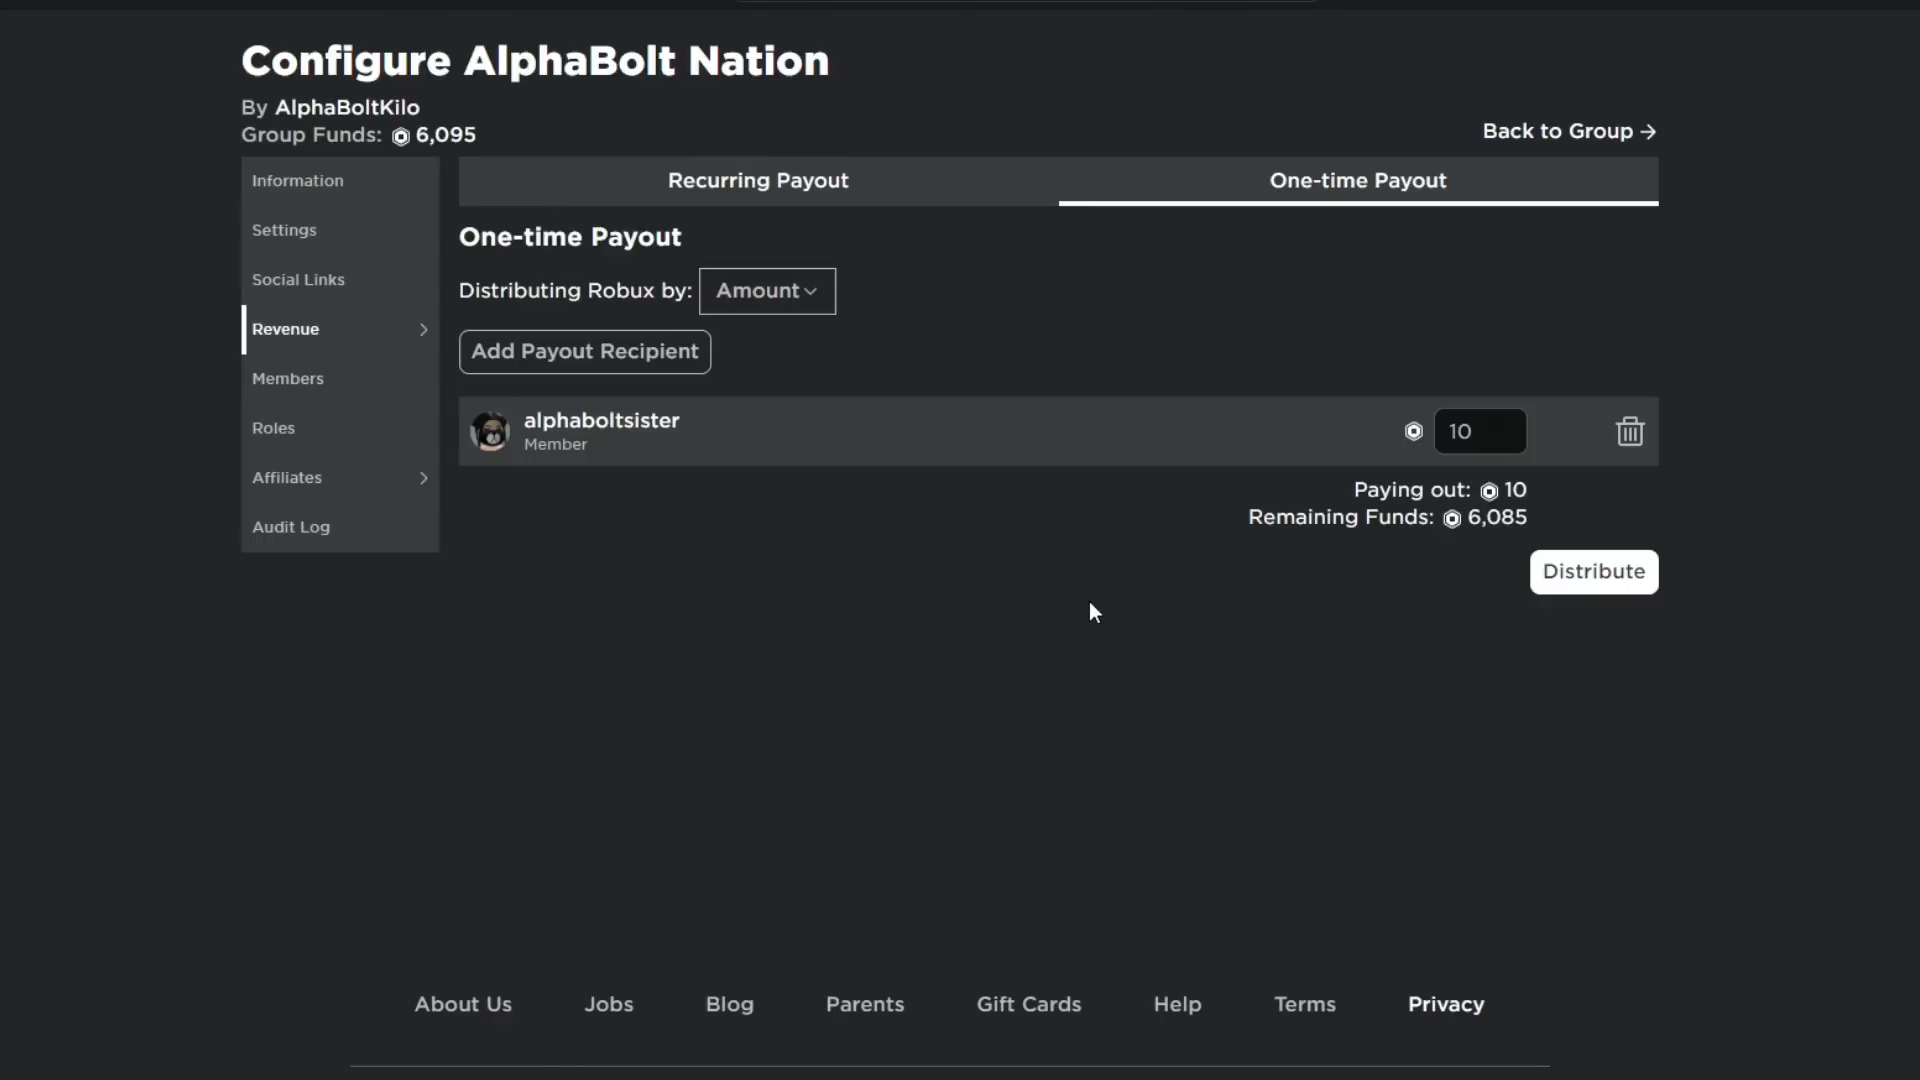 Configure AlphaBolt Nation
By AlphaBoltKilo
Group Funds: 6,095
Back to Group →
Information
Settings
Social Links
Revenue
Members
Roles
Affiliates
Audit Log
Recurring Payout
One-time Payout
One-time Payout
Distributing Robux by: Amount
Add Payout Recipient
alphaboltsister
Member
10
Paying out: 10
Remaining Funds: 6,085
Distribute
About Us Jobs Blog Parents Gift Cards Help Terms Privacy